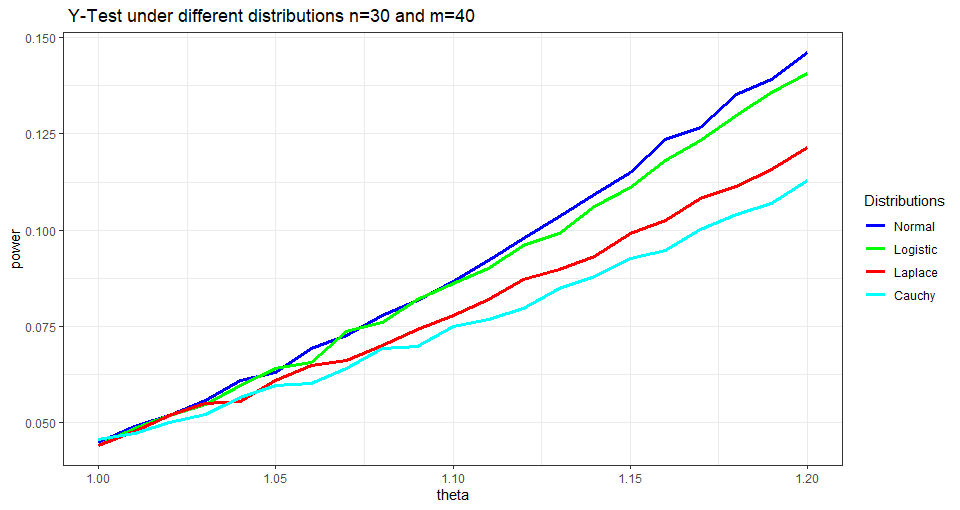 Y-Test under different distributions n=30 and m=40
0.150
0.125
0.100
0.075
0.050
power
1.00 1.05 1.10 1.15 1.20
theta
Distributions
Normal
Logistic
Laplace
Cauchy